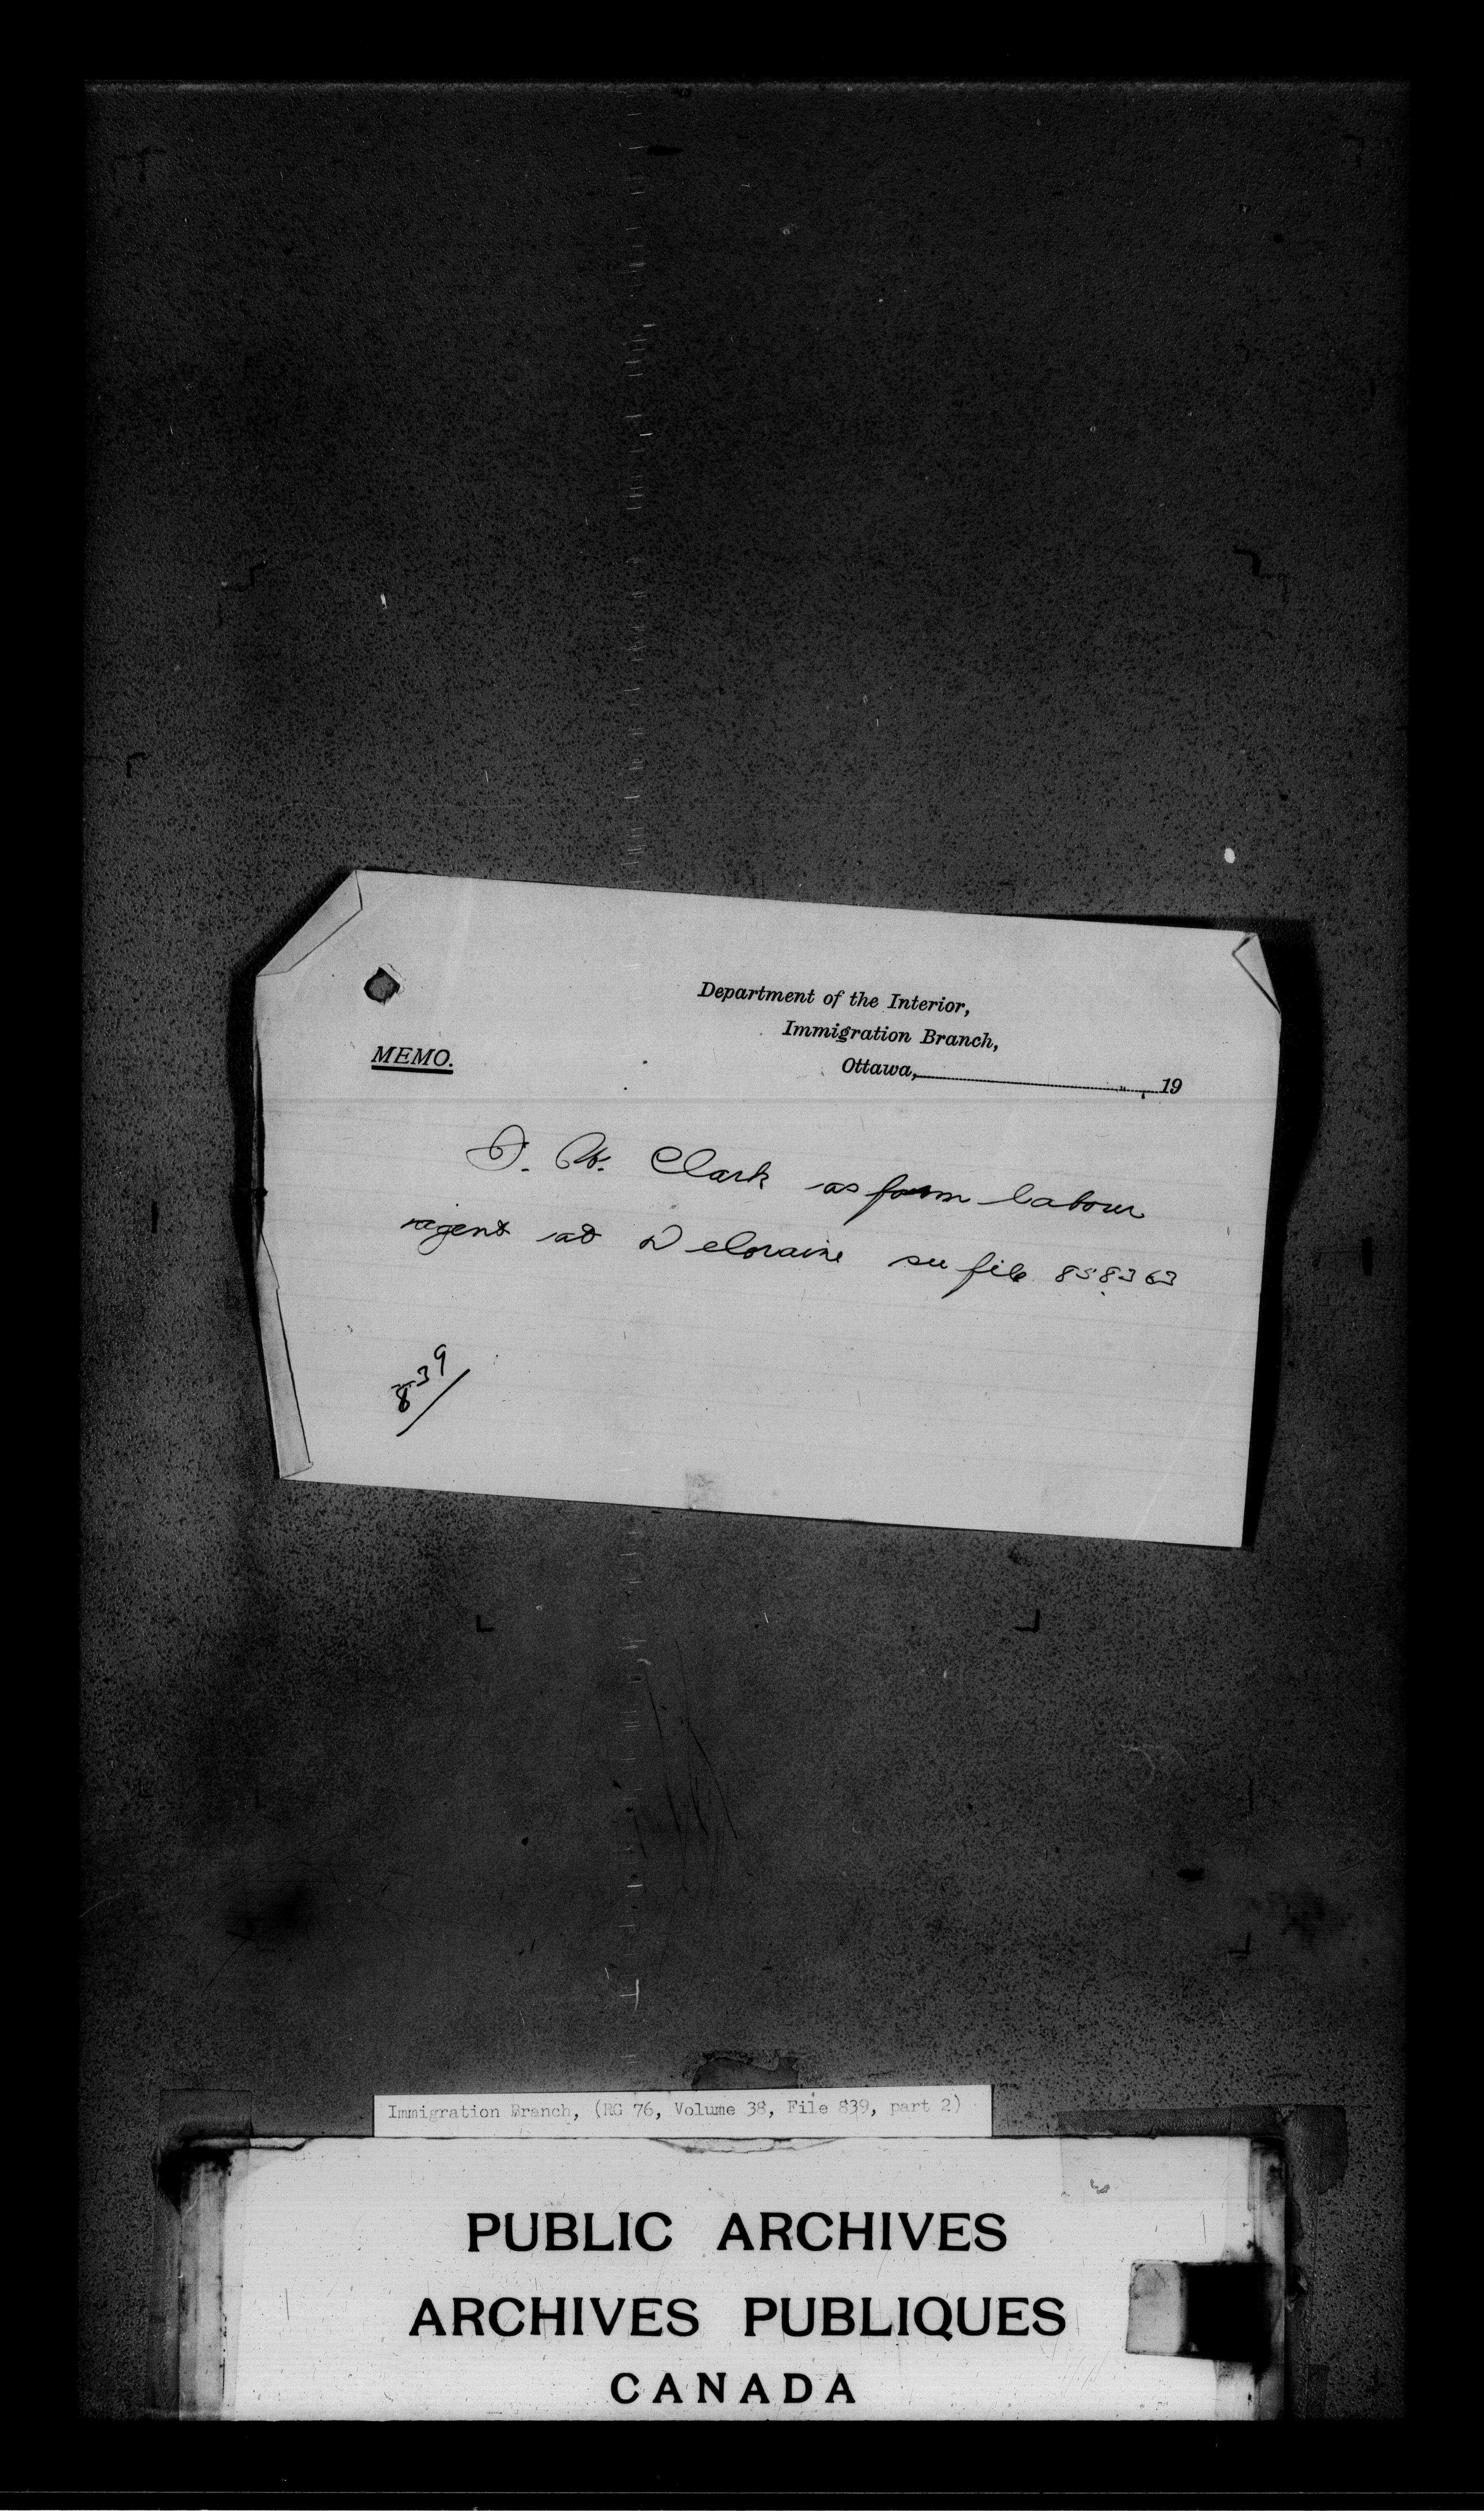 Department of the Interior,
Immigration Branch,
MEMO.
Ottawa, 19
W. Clark as farm labour
agent at Deloraine see file 858363
839
Immigration Branch, (RG 76, Volume 38, File 839, part 2)
PUBLIC ARCHIVES
ARCHIVES PUBLIQUES
CANADA